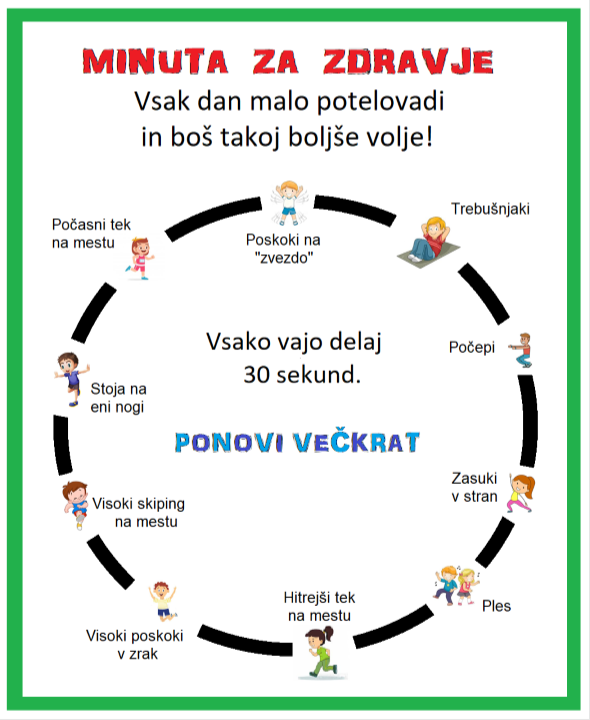 MINUTA ZA ZDRAVJE
Vsak dan malo potelovadi
in boš takoj boljše volje!
Poskoki na
"zvezdo"
Trebušnjaki
Počepi
Zasuki
v stran
Ples
Hitrejši tek
na mestu
Visoki poskoki
v zrak
Visoki skiping
na mestu
Stoja na
eni nogi
Počasni tek
na mestu
Vsako vajo delaj
30 sekund.
PONOVI VEČKRAT